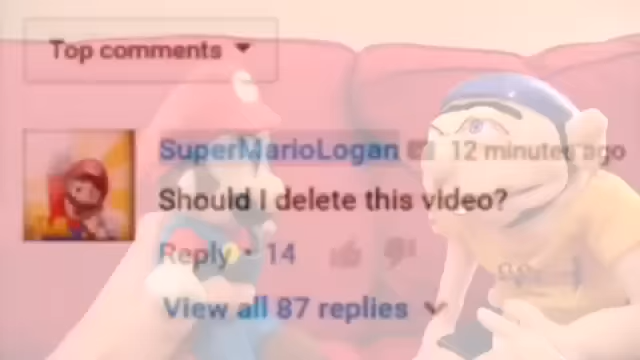 Top comments
SuperMarioLogan 12 minutes ago
Should I delete this video?
Reply • 14
View all 87 replies